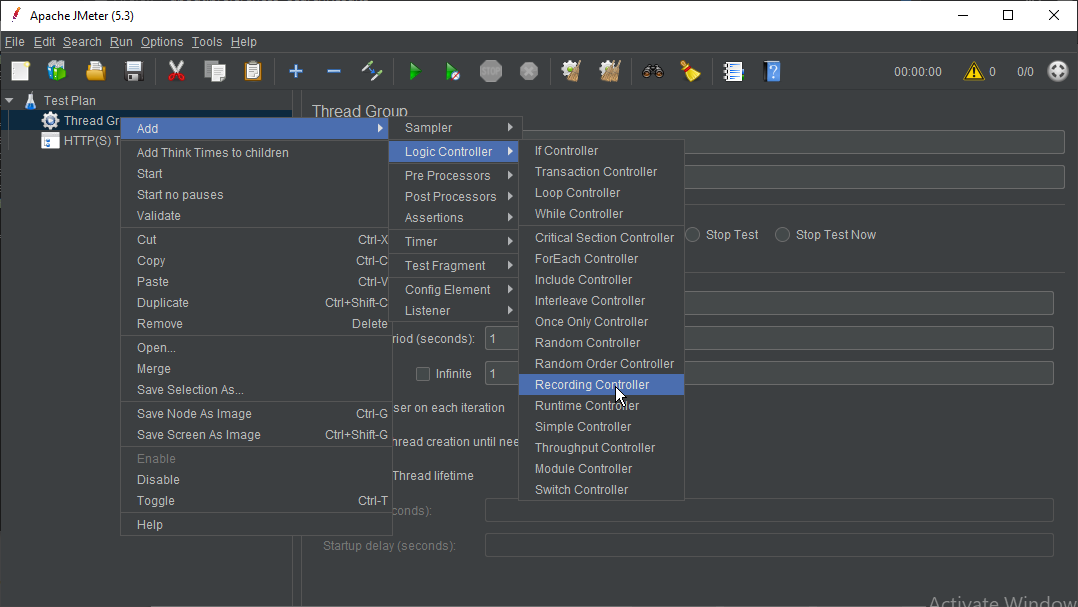 Apache JMeter (5.3)
File Edit Search Run Options Tools Help
STOP
00:00:00 0 0/0
Test Plan
Thread Gr
HTTP(S) T
Thread Group
Add
Add Think Times to children
Start
Start no pauses
Validate
Cut Ctrl-X
Copy Ctrl-C
Paste Ctrl-V
Duplicate Ctrl+Shift-C
Remove Delete
Open...
Merge
Save Selection As...
Save Node As Image Ctrl-G
Save Screen As Image Ctrl+Shift-G
Enable
Disable
Toggle Ctrl-T
Help
Sampler
Logic Controller
Pre Processors
Post Processors
Assertions
Timer
Test Fragment
Config Element
Listener
If Controller
Transaction Controller
Loop Controller
While Controller
Critical Section Controller
ForEach Controller
Include Controller
Interleave Controller
Once Only Controller
Random Controller
Random Order Controller
Recording Controller
Runtime Controller
Simple Controller
Throughput Controller
Module Controller
Switch Controller
Stop Test Stop Test Now
riod (seconds): 1
Infinite 1
ser on each iteration
hread creation until nee
Thread lifetime
conds):
Startup delay (seconds):
Activate Window